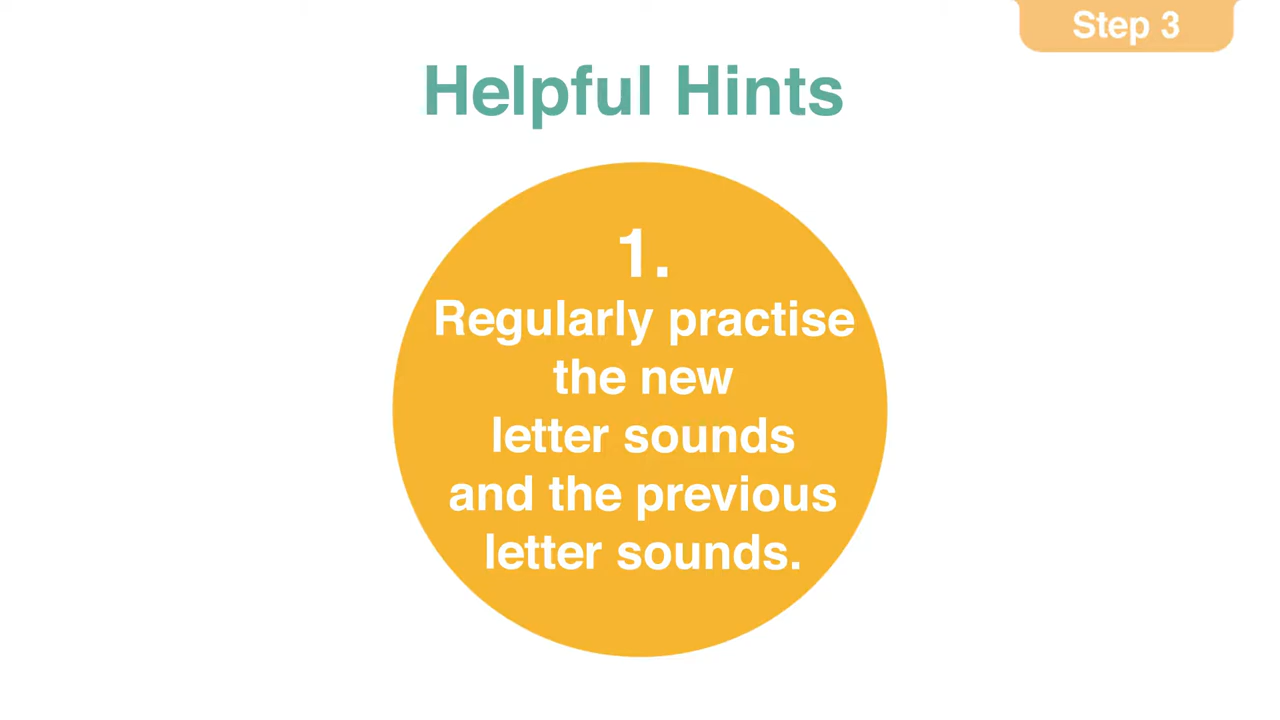 Step 3
Helpful Hints
1.
Regularly practise
the new
letter sounds
and the previous
letter sounds.